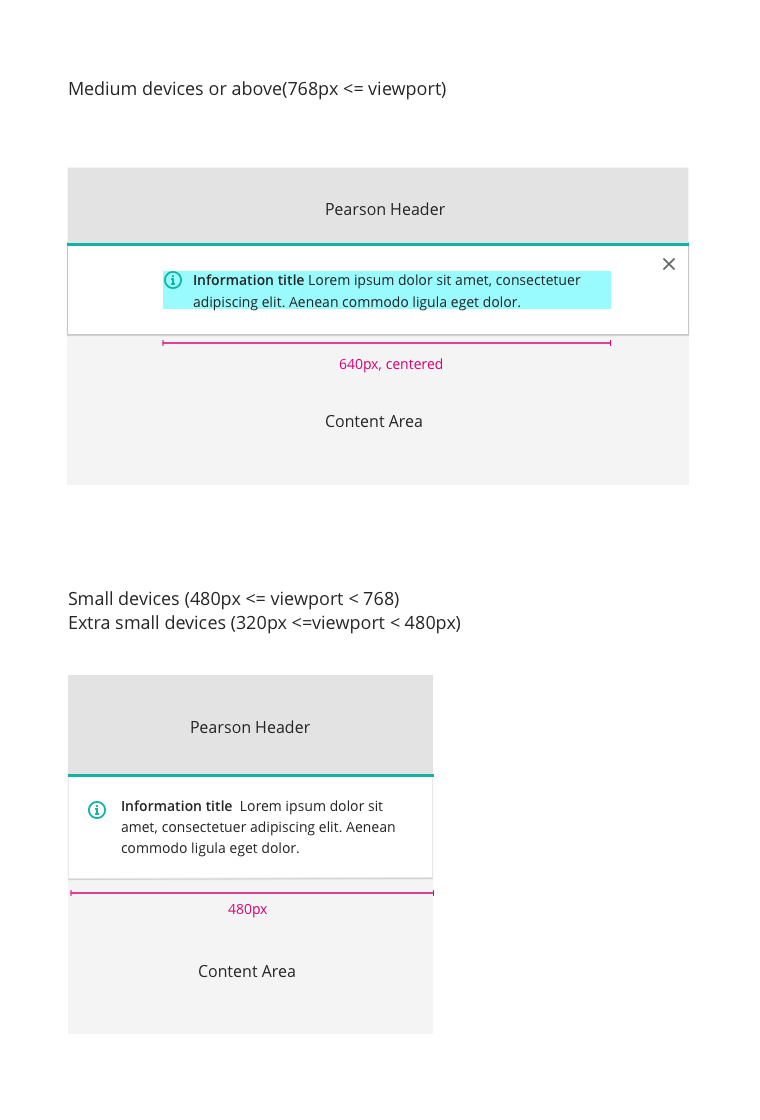 Medium devices or above(768px <= viewport)
Pearson Header
Information title Lorem ipsum dolor sit amet, consectetuer
adipiscing elit. Aenean commodo ligula eget dolor.
640px, centered
Content Area
Small devices (480px <= viewport < 768)
Extra small devices (320px <=viewport < 480px)
Pearson Header
Information title  Lorem ipsum dolor sit
amet, consectetuer adipiscing elit. Aenean
commodo ligula eget dolor.
480px
Content Area